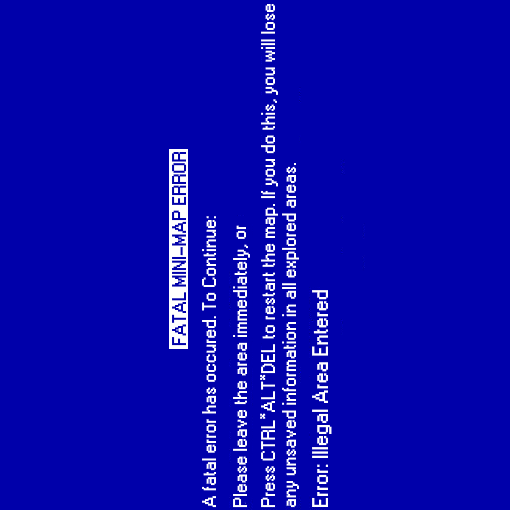 FATAL MINI-MAP ERROR
A fatal error has occured. To Continue:
Please leave the area immediately, or
Press CTRL*ALT*DEL to restart the map. If you do this, you will lose
any unsaved information in all explored areas.
Error: Illegal Area Entered